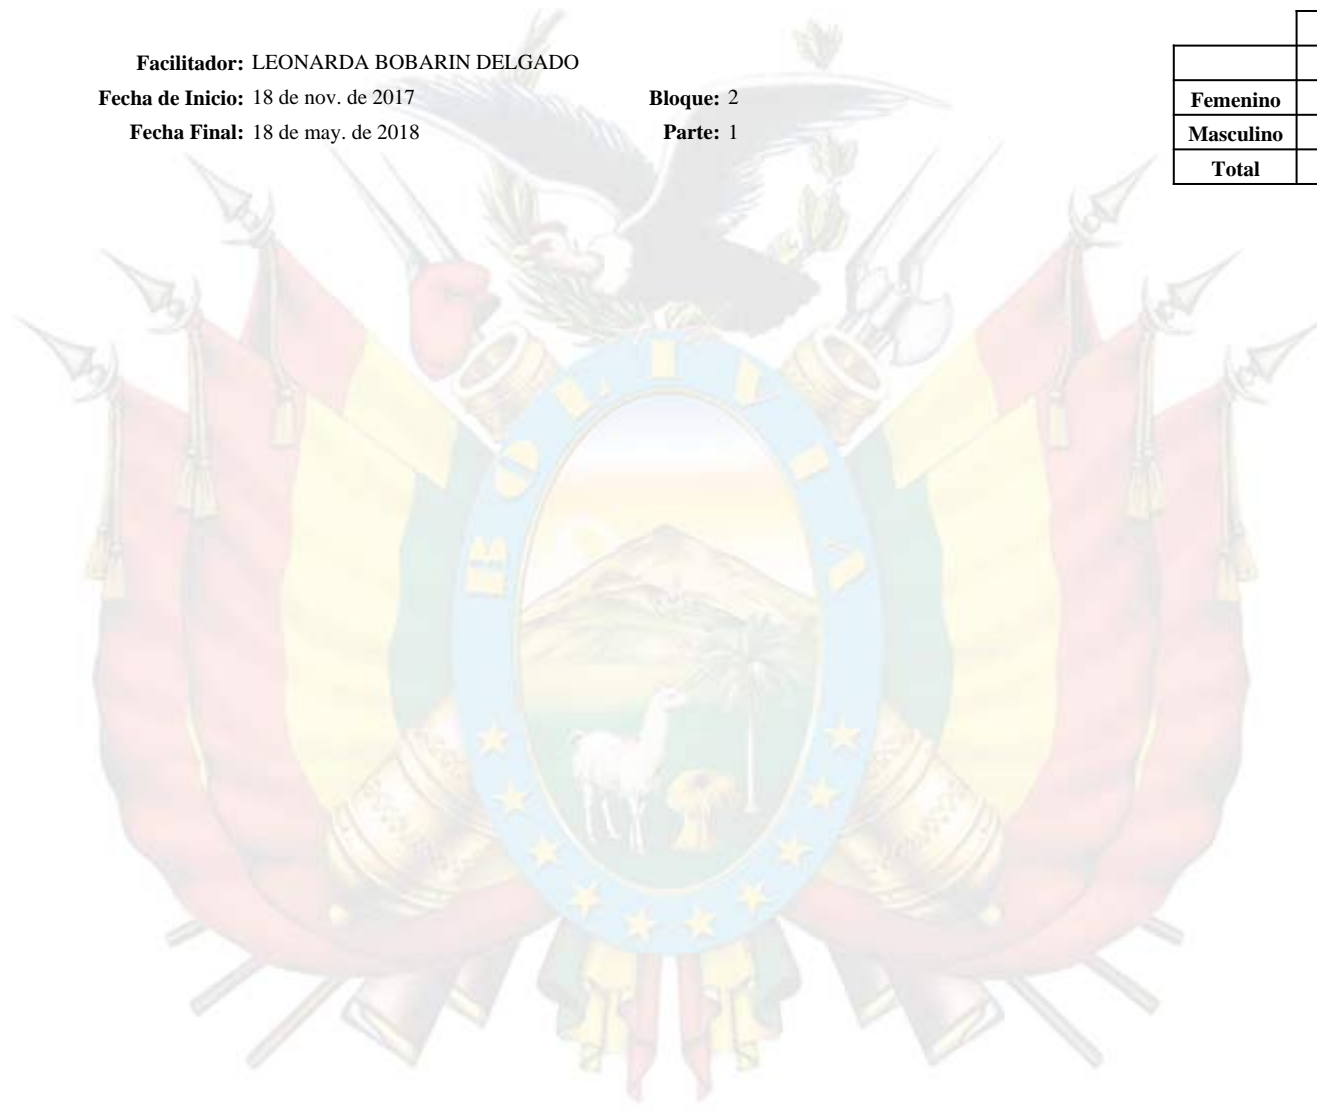 Facilitador: LEONARDA BOBARIN DELGADO
Fecha de Inicio: 18 de nov. de 2017 Bloque: 2
Fecha Final: 18 de may. de 2018 Parte: 1
Femenino
Masculino
Total
BOLIVIA